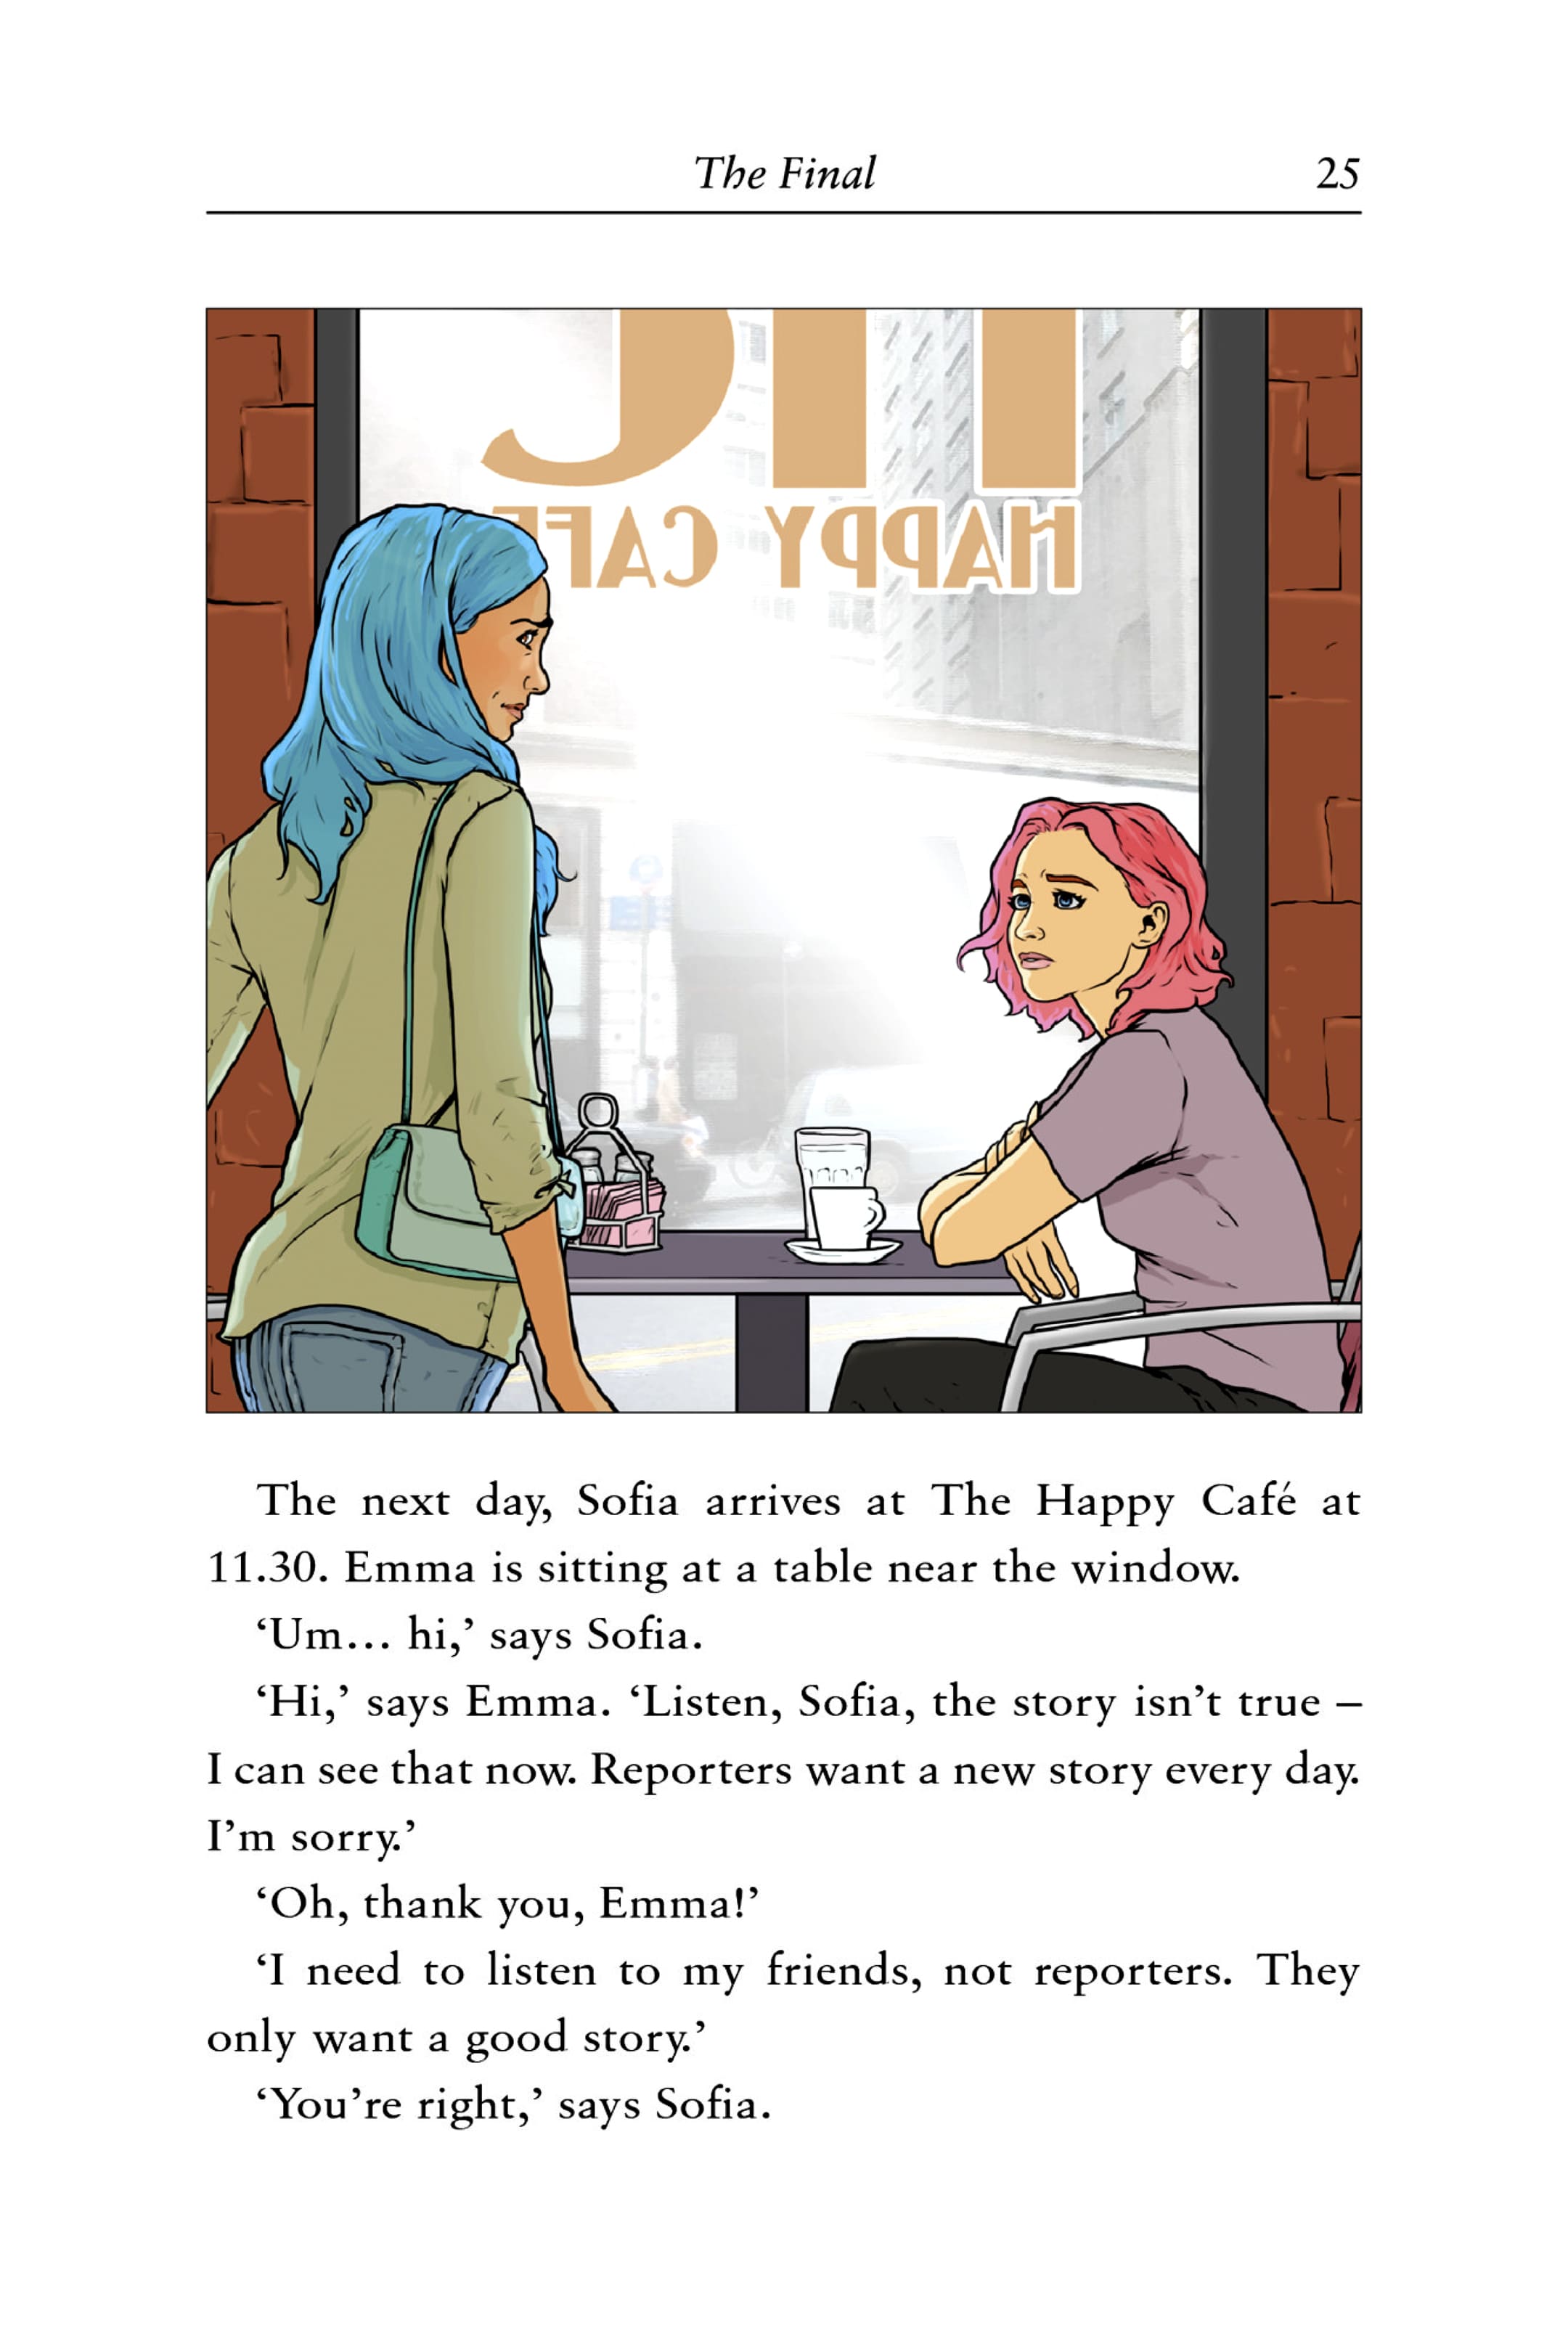 The Final 25
HC
HAPPY CAFE
The next day, Sofia arrives at The Happy Café at
11.30. Emma is sitting at a table near the window.
‘Um… hi,’ says Sofia.
‘Hi,’ says Emma. ‘Listen, Sofia, the story isn’t true –
I can see that now. Reporters want a new story every day.
I’m sorry.’
‘Oh, thank you, Emma!’
‘I need to listen to my friends, not reporters. They
only want a good story.’
‘You’re right,’ says Sofia.